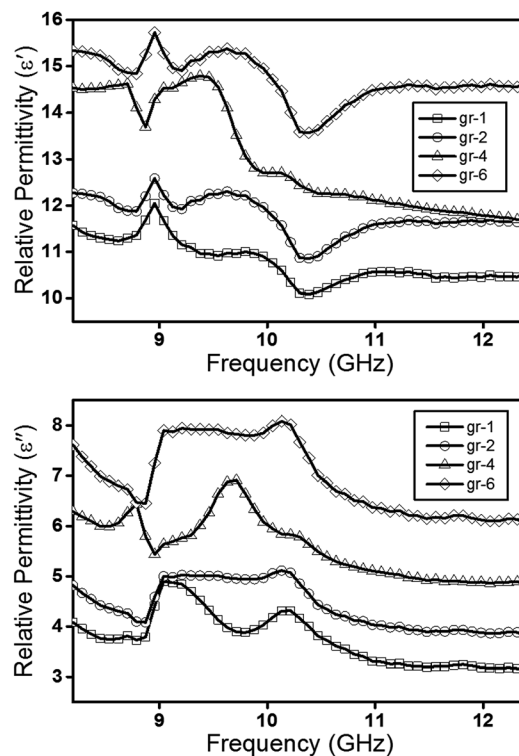 16
15
14
13
12
11
10
Relative Permittivity (ε′)
gr-1
gr-2
gr-4
gr-6
9
10
11
12
Frequency (GHz)
8
7
6
5
4
3
Relative Permittivity (ε″)
gr-1
gr-2
gr-4
gr-6
9
10
11
12
Frequency (GHz)